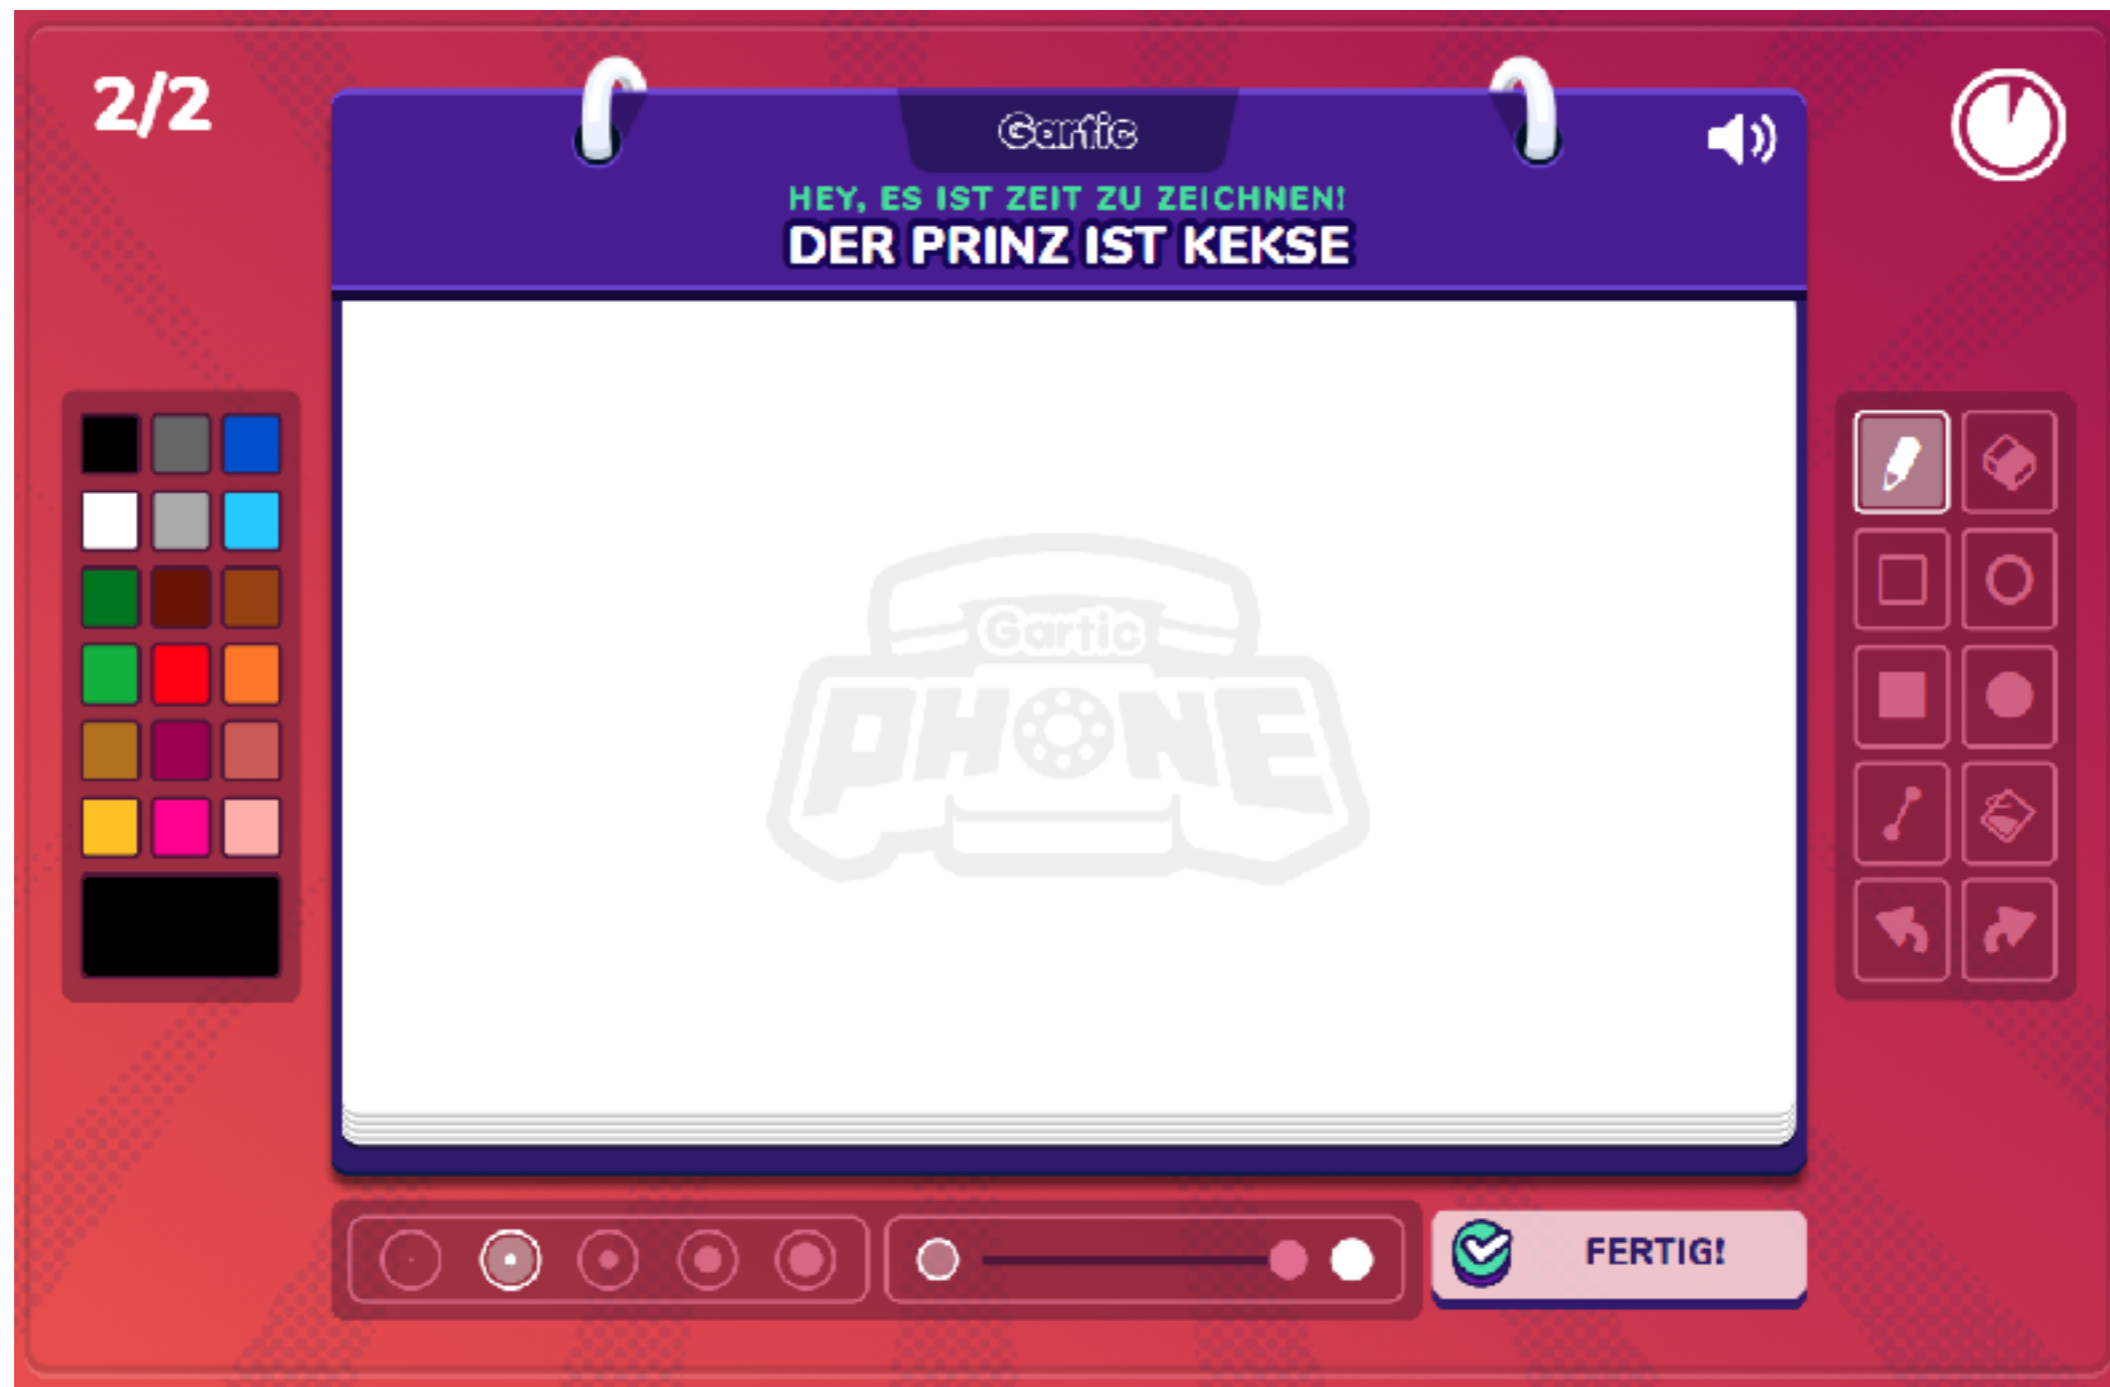 2/2
Gartic
HEY, ES IST ZEIT ZU ZEICHNEN!
DER PRINZ IST KEKSE
Gartic
PHONE
FERTIG!